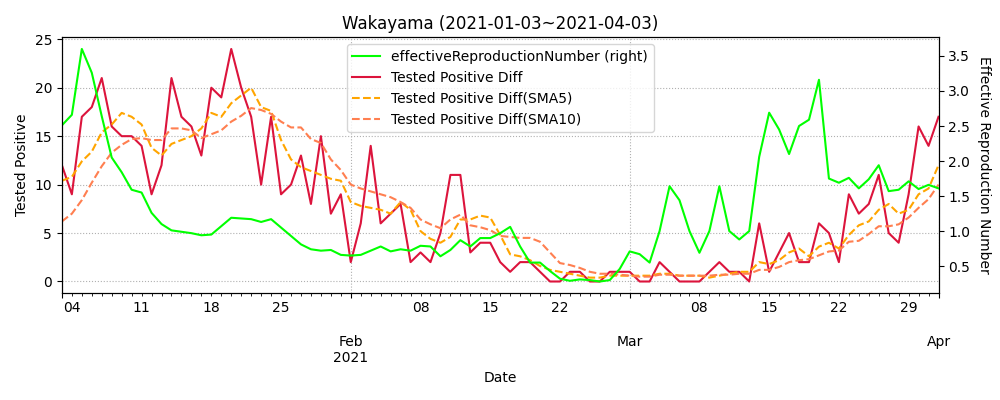 Wakayama (2021-01-03~2021-04-03)
effectiveReproductionNumber (right)
Tested Positive Diff
Tested Positive Diff(SMA5)
Tested Positive Diff(SMA10)
Tested Positive
25
20
15
10
5
0
3.5
3.0
2.5
2.0
1.5
1.0
0.5
Effective Reproduction Number
04 11 18 25 08 15 22 08 15 22 29
Feb Mar Apr
2021
Date